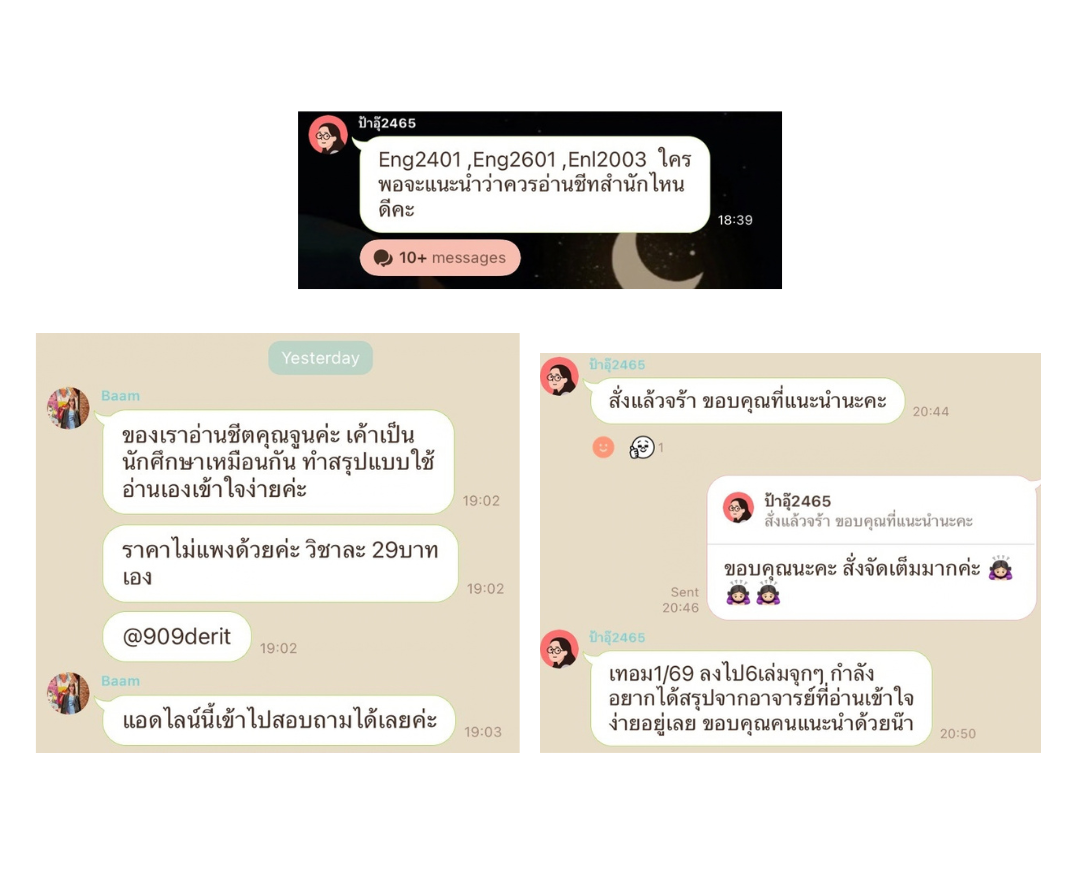 ป้าอุ๊2465
Eng2401 ,Eng2601 ,Enl2003 ใคร
พอจะแนะนำว่าควรอ่านชีทสำนักไหน
ดีคะ
18:39
10+ messages
Yesterday
Baam
ของเราอ่านชีตคุณจูนค่ะ เค้าเป็น
นักศึกษาเหมือนกัน ทำสรุปแบบใช้
อ่านเองเข้าใจง่ายค่ะ
19:02
ราคาไม่แพงด้วยค่ะ วิชาละ 29บาท
เอง
19:02
@909derit
19:02
Baam
แอดไลน์นี้เข้าไปสอบถามได้เลยค่ะ
19:03
ป้าอุ๊2465
สั่งแล้วจร้า ขอบคุณที่แนะนำนะคะ
20:44
1
ป้าอุ๊2465
สั่งแล้วจร้า ขอบคุณที่แนะนำนะคะ
ขอบคุณนะคะ สั่งจัดเต็มมากค่ะ 🙇🏻‍♀️
🙇🏻‍♀️🙇🏻‍♀️
Sent
20:46
ป้าอุ๊2465
เทอม1/69 ลงไป6เล่มจุกๆ กำลัง
อยากได้สรุปจากอาจารย์ที่อ่านเข้าใจ
ง่ายอยู่เลย ขอบคุณคนแนะนำด้วยน๊า
20:50